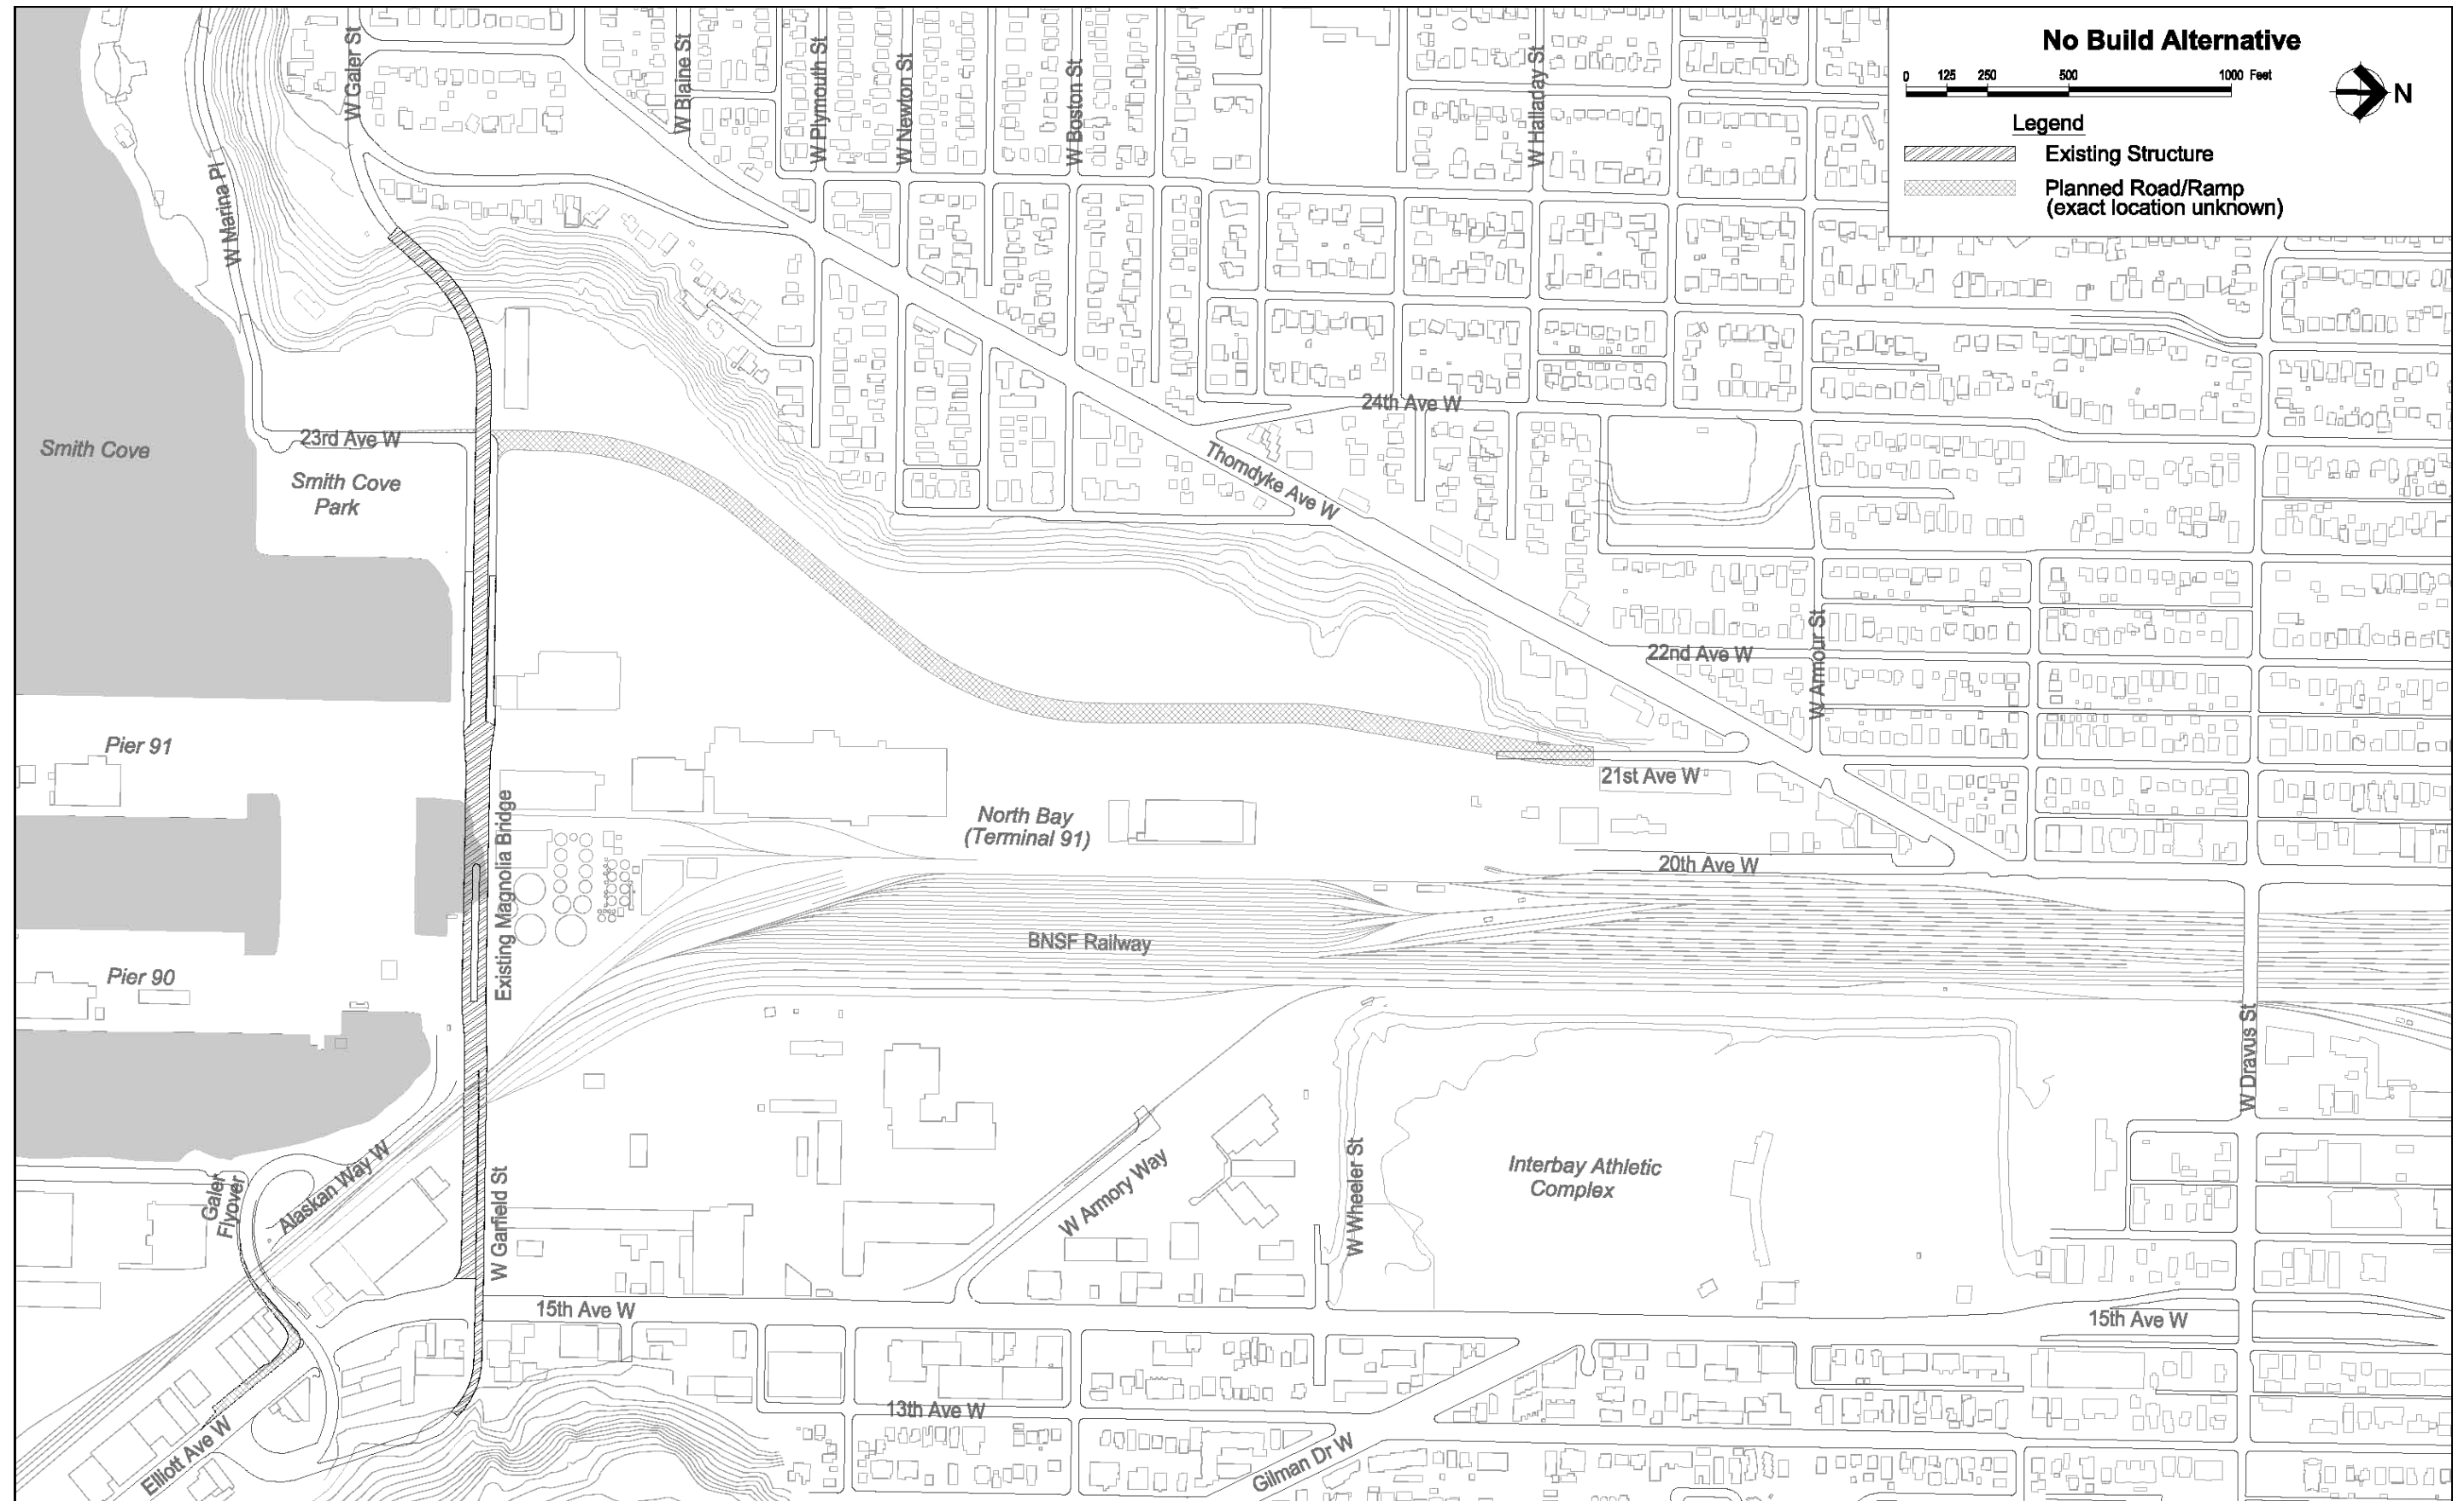 No Build Alternative
0 125 250 500 1000 Feet
N
Legend
Existing Structure
Planned Road/Ramp
(exact location unknown)
W Galer St
W Blaine St
W Plymouth St
W Newton St
W Boston St
W Halladay St
W Marina Pl
24th Ave W
Smith Cove
23rd Ave W
Smith Cove
Park
Thorndyke Ave W
22nd Ave W
W Armour St
Pier 91
21st Ave W
North Bay
(Terminal 91)
Existing Magnolia Bridge
20th Ave W
BNSF Railway
Pier 90
W Dravus St
Galer
Flyover
Alaskan Way W
W Garfield St
W Armory Way
W Wheeler St
Interbay Athletic
Complex
15th Ave W
15th Ave W
13th Ave W
Elliott Ave W
Gilman Dr W